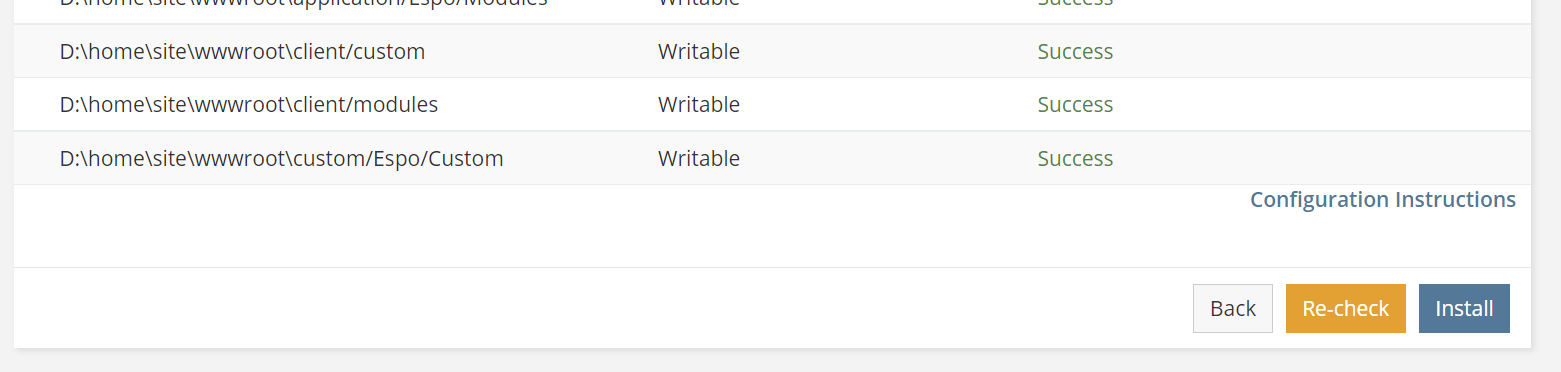 D:\home\site\wwwroot\application/Espo/Modules Writable Success
D:\home\site\wwwroot\client/custom Writable Success
D:\home\site\wwwroot\client/modules Writable Success
D:\home\site\wwwroot\custom/Espo/Custom Writable Success
Configuration Instructions
Back Re-check Install